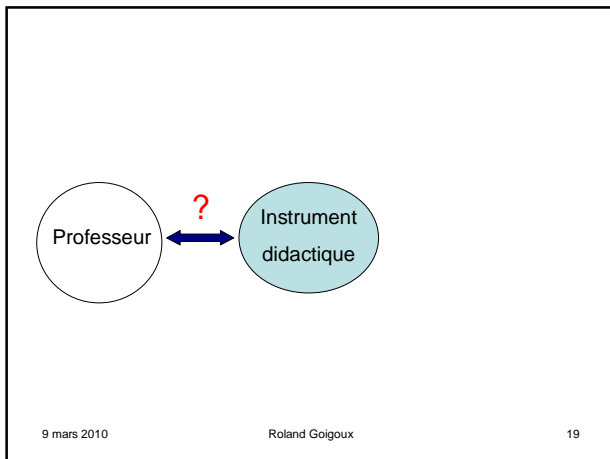 ?
Professeur
Instrument
didactique
9 mars 2010
Roland Goigoux
19